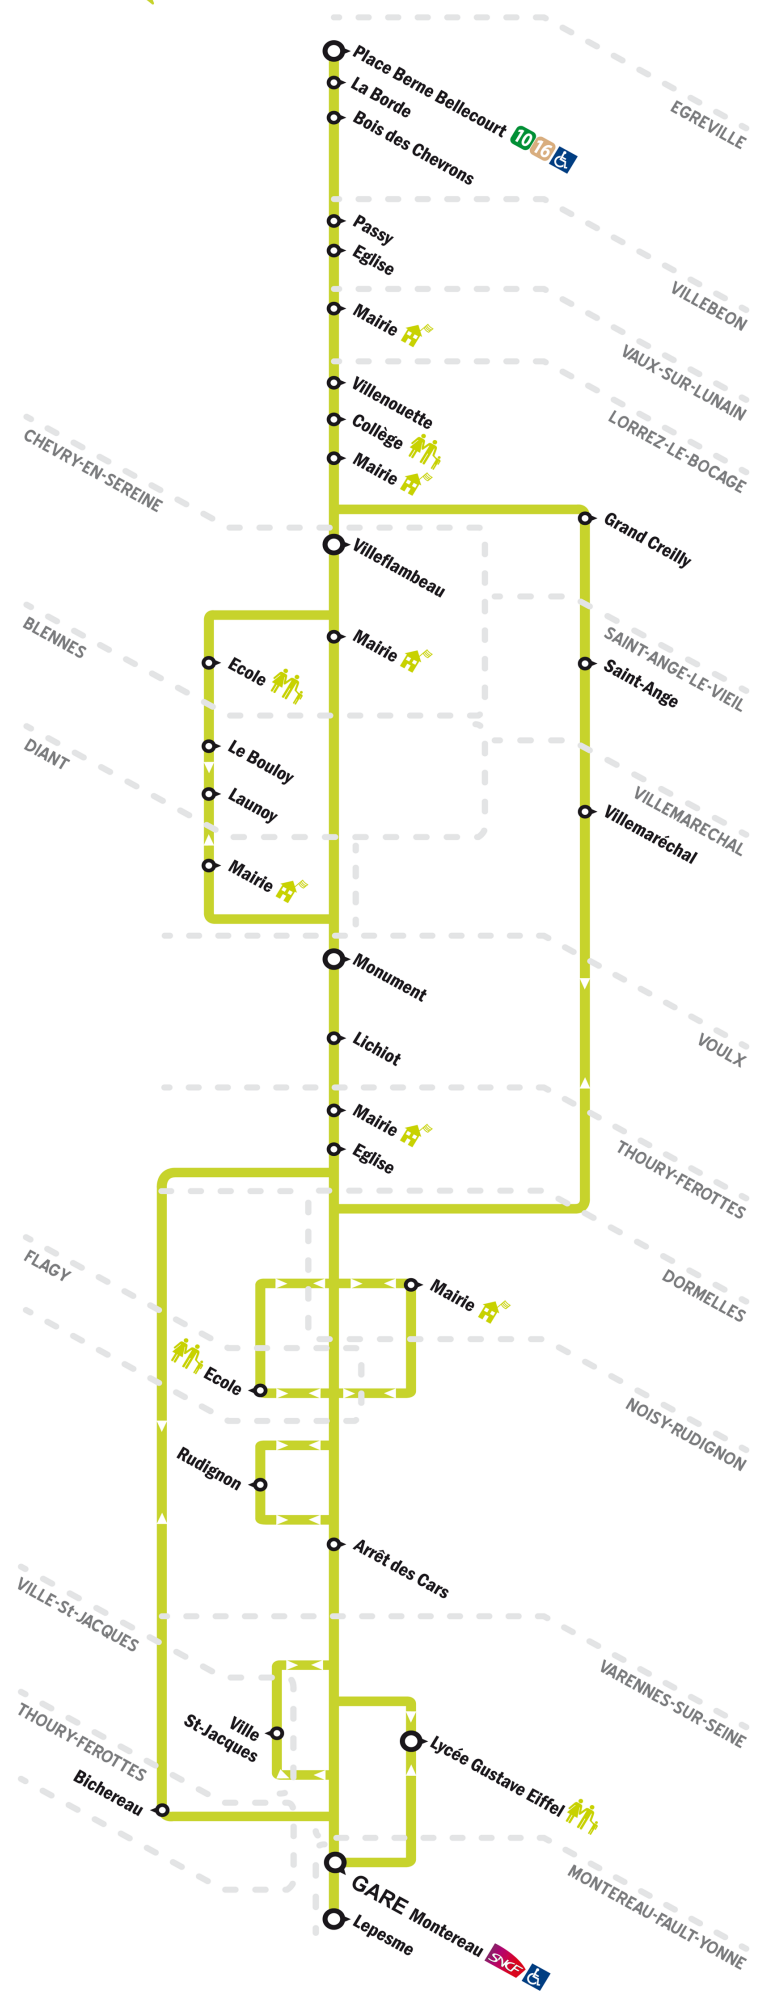 Place Berne Bellecourt 10 16
La Borde
Bois des Chevrons
EGREVILLE
Passy
Eglise
VILLEBEON
Mairie
VAUX-SUR-LUNAIN
Villenouette
Collège
Mairie
LORREZ-LE-BOCAGE
CHEVRY-EN-SEREINE
Grand Creilly
Villeflambeau
BLENNES
Mairie
SAINT-ANGE-LE-VIEIL
Ecole
Saint-Ange
DIANT
Le Bouloy
Launoy
VILLEMARECHAL
Villemaréchal
Mairie
Monument
Lichiot
VOULX
Mairie
Eglise
THOURY-FEROTTES
FLAGY
Mairie
DORMELLES
Ecole
NOISY-RUDIGNON
Rudignon
Arrêt des Cars
VILLE-St-JACQUES
VARENNES-SUR-SEINE
THOURY-FERROTTES
Ville
St-Jacques
Lycée Gustave Eiffel
Bichereau
MONTEREAU-FAULT-YONNE
GARE Montereau SNCF
Lepesme